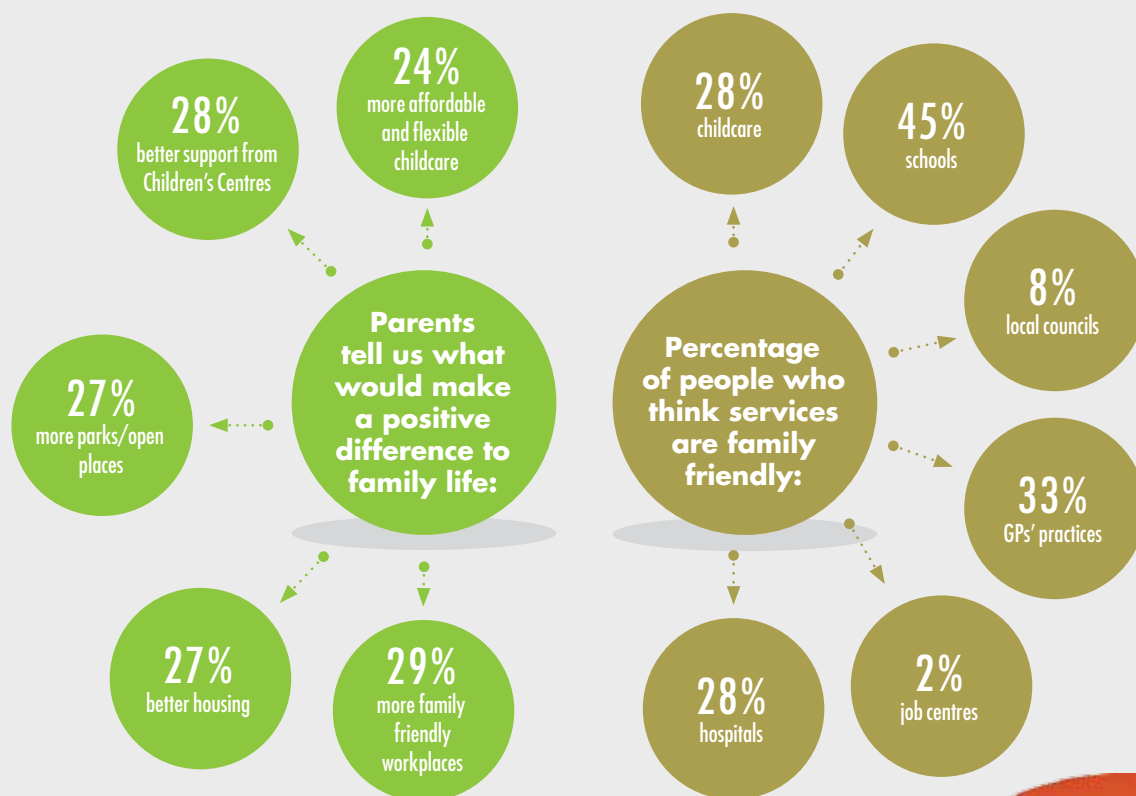 Parents
tell us what
would make
a positive
difference to
family life:
24%
more affordable
and flexible
childcare
28%
better support from
Children's Centres
27%
more parks/open
places
27%
better housing
29%
more family
friendly
workplaces
Percentage
of people who
think services
are family
friendly:
28%
childcare
45%
schools
8%
local councils
33%
GPs' practices
2%
job centres
28%
hospitals